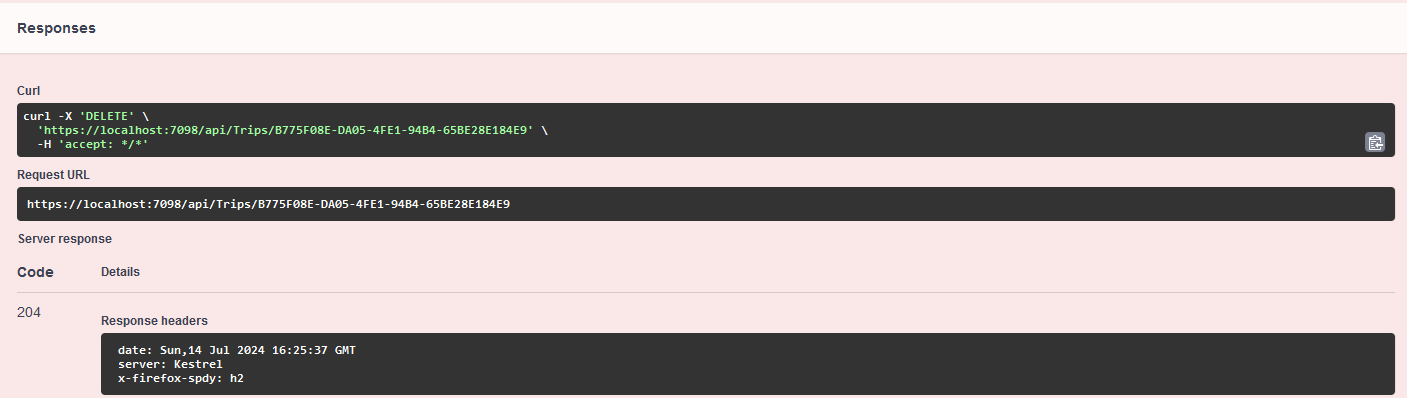 Responses
Curl
curl -X 'DELETE' \
  'https://localhost:7098/api/Trips/B775F08E-DA05-4FE1-94B4-65BE28E184E9' \
  -H 'accept: */*'
Request URL
https://localhost:7098/api/Trips/B775F08E-DA05-4FE1-94B4-65BE28E184E9
Server response
Code Details
204
Response headers
date: Sun,14 Jul 2024 16:25:37 GMT
server: Kestrel
x-firefox-spdy: h2